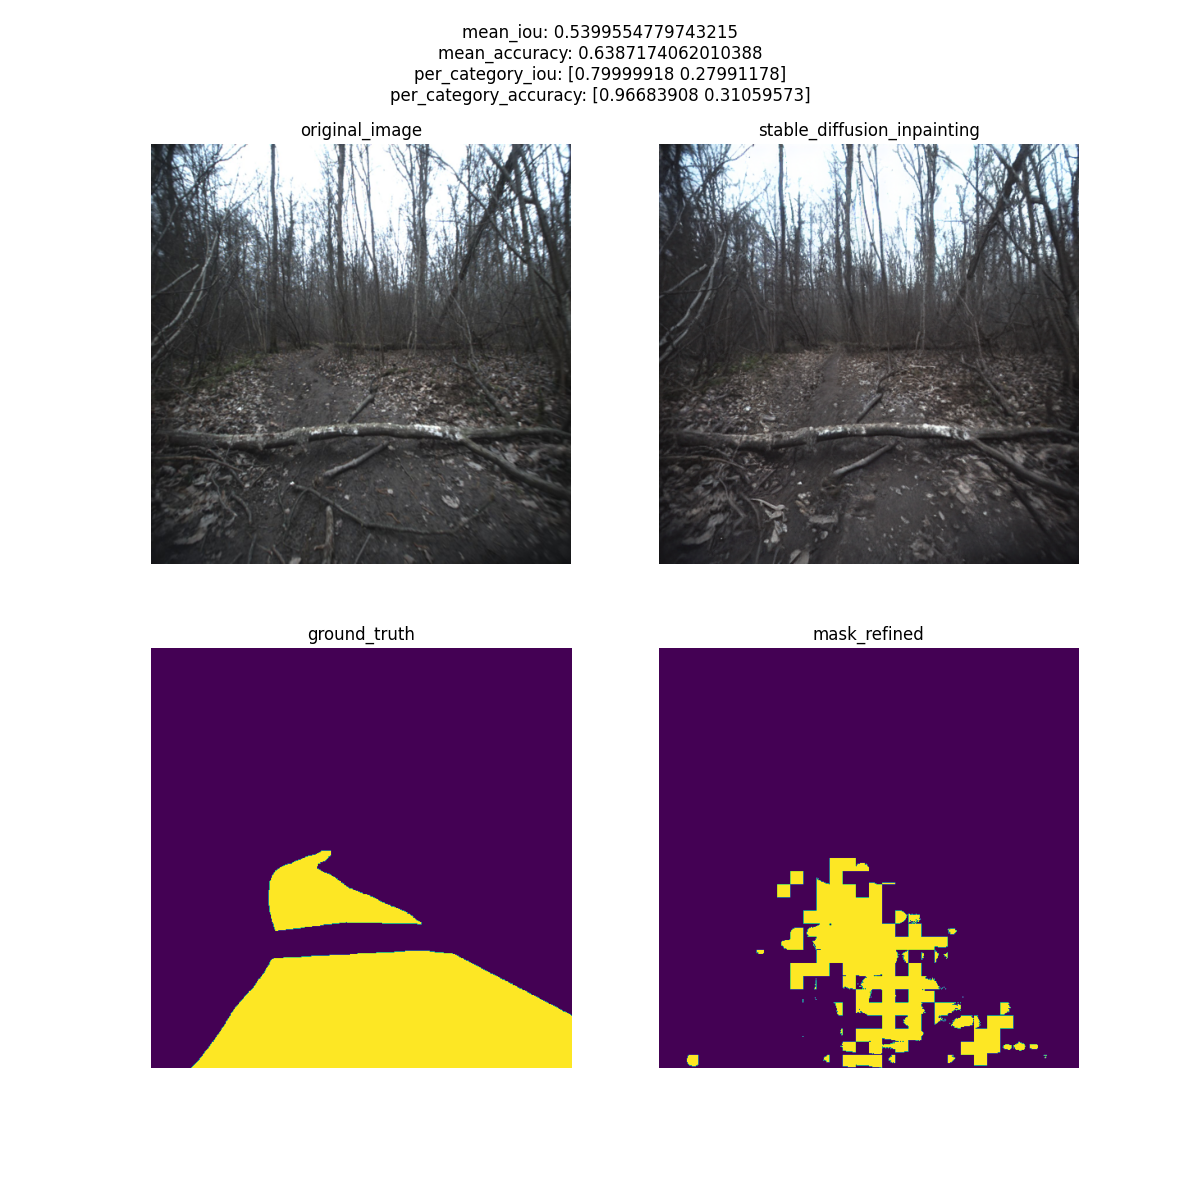 mean_iou: 0.5399554779743215
mean_accuracy: 0.6387174062010388
per_category_iou: [0.79999918 0.27991178]
per_category_accuracy: [0.96683908 0.31059573]
original_image
stable_diffusion_inpainting
ground_truth
mask_refined